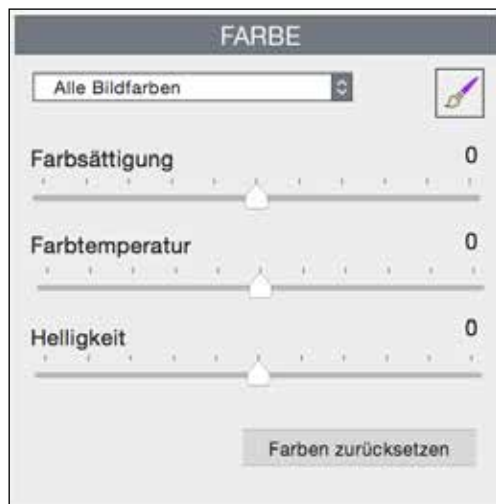 FARBE
Alle Bildfarben
Farbsättigung 0
Farbtemperatur 0
Helligkeit 0
Farben zurücksetzen